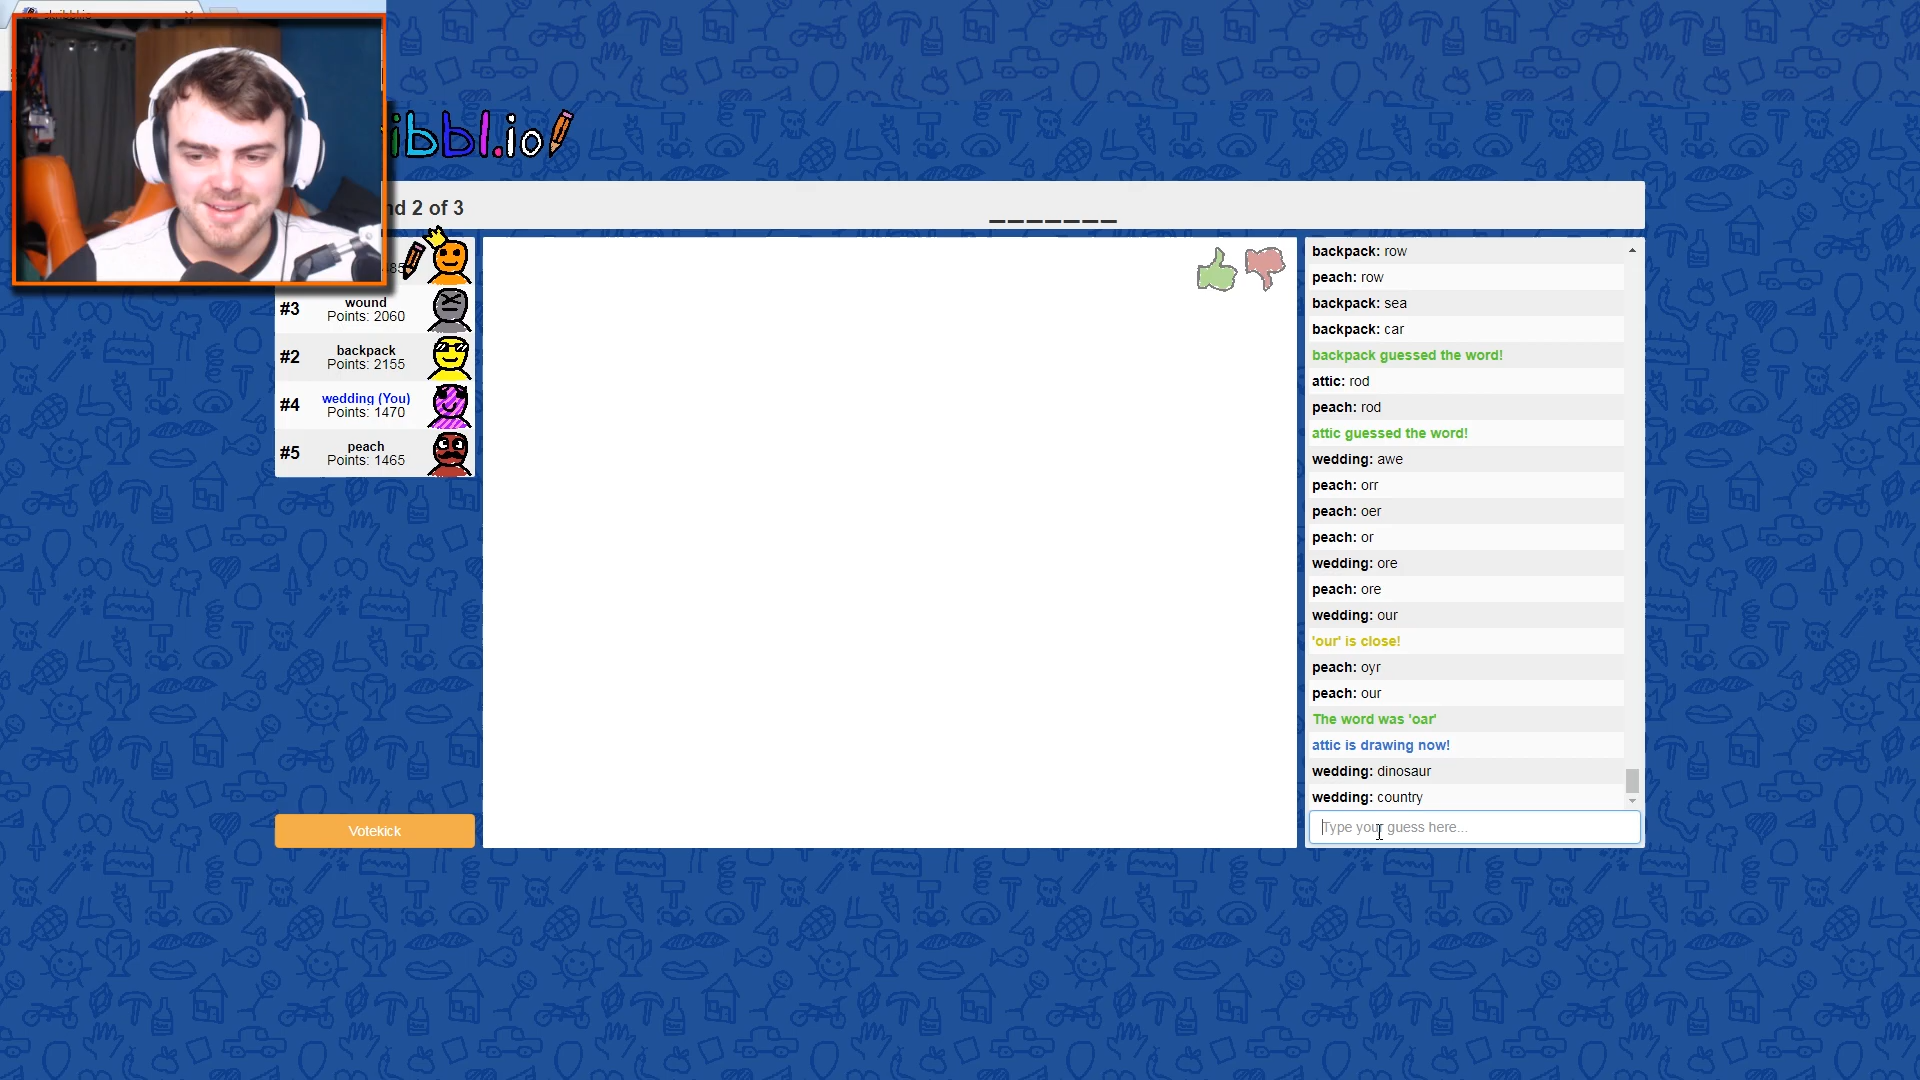 ibbl.io
nd 2 of 3
_ _ _ _ _ _ _
85
#3
wound
Points: 2060
#2
backpack
Points: 2155
#4
wedding (You)
Points: 1470
#5
peach
Points: 1465
Votekick
backpack: row
peach: row
backpack: sea
backpack: car
backpack guessed the word!
attic: rod
peach: rod
attic guessed the word!
wedding: awe
peach: orr
peach: oer
peach: or
wedding: ore
peach: ore
wedding: our
'our' is close!
peach: oyr
peach: our
The word was 'oar'
attic is drawing now!
wedding: dinosaur
wedding: country
Type your guess here...